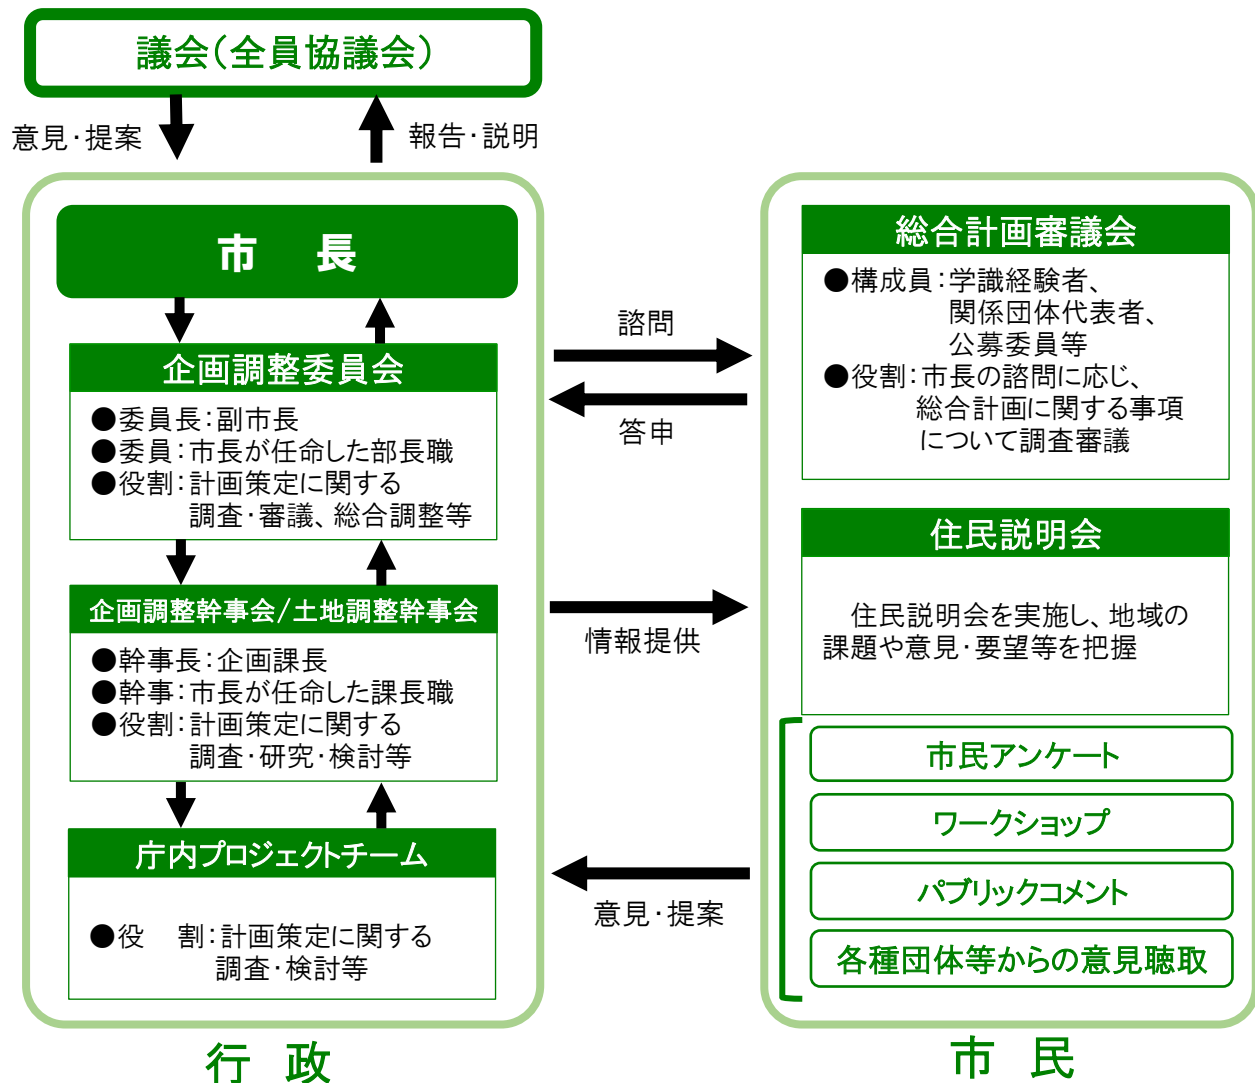 議会(全員協議会)
意見・提案
報告・説明
市　長
企画調整委員会
●委員長:副市長
●委員:市長が任命した部長職
●役割:計画策定に関する
調査・審議、総合調整等
企画調整幹事会/土地調整幹事会
●幹事長:企画課長
●幹事:市長が任命した課長職
●役割:計画策定に関する
調査・研究・検討等
庁内プロジェクトチーム
●役　割:計画策定に関する
調査・検討等
行　政
諮問
答申
情報提供
意見・提案
総合計画審議会
●構成員:学識経験者、
関係団体代表者、
公募委員等
●役割:市長の諮問に応じ、
総合計画に関する事項
について調査審議
住民説明会
住民説明会を実施し、地域の
課題や意見・要望等を把握
市民アンケート
ワークショップ
パブリックコメント
各種団体等からの意見聴取
市　民